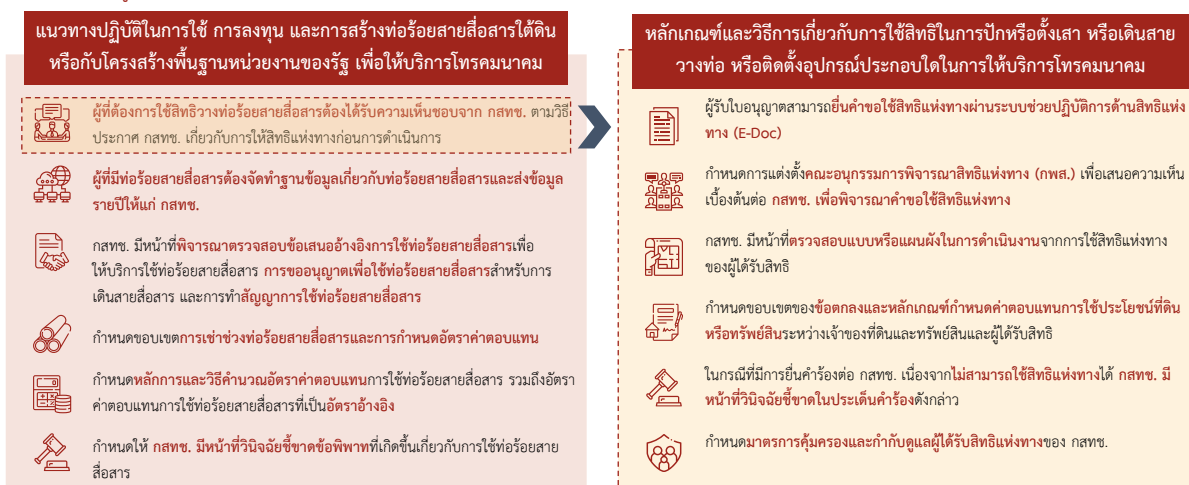 แนวทางปฏิบัติในการใช้ การลงทุน และการสร้างท่อร้อยสายสื่อสารใต้ดิน
หรือกับโครงสร้างพื้นฐานหน่วยงานของรัฐ เพื่อให้บริการโทรคมนาคม
ผู้ที่ต้องการใช้สิทธิวางท่อร้อยสายสื่อสารต้องได้รับความเห็นชอบจาก กสทช. ตามวิธี
ประกาศ กสทช. เกี่ยวกับการให้สิทธิแห่งทางก่อนการดำเนินการ
ผู้ที่มีท่อร้อยสายสื่อสารต้องจัดทำฐานข้อมูลเกี่ยวกับท่อร้อยสายสื่อสารและส่งข้อมูล
รายปีให้แก่ กสทช.
กสทช. มีหน้าที่พิจารณาตรวจสอบข้อเสนออ้างอิงการใช้ท่อร้อยสายสื่อสารเพื่อ
ให้บริการใช้ท่อร้อยสายสื่อสาร การขออนุญาตเพื่อใช้ท่อร้อยสายสื่อสารสำหรับการ
เดินสายสื่อสาร และการทำสัญญาการใช้ท่อร้อยสายสื่อสาร
กำหนดขอบเขตการเช่าช่วงท่อร้อยสายสื่อสารและการกำหนดอัตราค่าตอบแทน
กำหนดหลักการและวิธีคำนวณอัตราค่าตอบแทนการใช้ท่อร้อยสายสื่อสาร รวมถึงอัตรา
ค่าตอบแทนการใช้ท่อร้อยสายสื่อสารที่เป็นอัตราอ้างอิง
กำหนดให้ กสทช. มีหน้าที่วินิจฉัยชี้ขาดข้อพิพาทที่เกิดขึ้นเกี่ยวกับการใช้ท่อร้อยสาย
สื่อสาร
หลักเกณฑ์และวิธีการเกี่ยวกับการใช้สิทธิในการปักหรือตั้งเสา หรือเดินสาย
วางท่อ หรือติดตั้งอุปกรณ์ประกอบใดในการให้บริการโทรคมนาคม
ผู้รับใบอนุญาตสามารถยื่นคำขอใช้สิทธิแห่งทางผ่านระบบช่วยปฏิบัติการด้านสิทธิแห่ง
ทาง (E-Doc)
กำหนดการแต่งตั้งคณะอนุกรรมการพิจารณาสิทธิแห่งทาง (กพส.) เพื่อเสนอความเห็น
เบื้องต้นต่อ กสทช. เพื่อพิจารณาคำขอใช้สิทธิแห่งทาง
กสทช. มีหน้าที่ตรวจสอบแบบหรือแผนผังในการดำเนินงานจากการใช้สิทธิแห่งทาง
ของผู้ได้รับสิทธิ
กำหนดขอบเขตของข้อตกลงและหลักเกณฑ์กำหนดค่าตอบแทนการใช้ประโยชน์ที่ดิน
หรือทรัพย์สินระหว่างเจ้าของที่ดินและทรัพย์สินและผู้ได้รับสิทธิ
ในกรณีที่มีการยื่นคำร้องต่อ กสทช. เนื่องจากไม่สามารถใช้สิทธิแห่งทางได้ กสทช. มี
หน้าที่วินิจฉัยชี้ขาดในประเด็นคำร้องดังกล่าว
กำหนดมาตรการคุ้มครองและกำกับดูแลผู้ได้รับสิทธิแห่งทางของ กสทช.